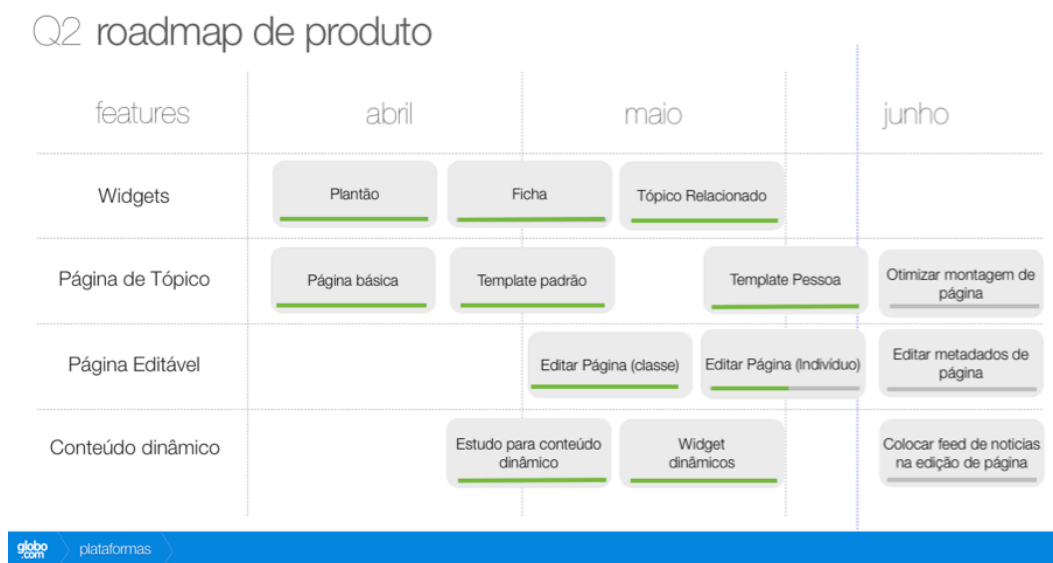 Q2 roadmap de produto
features
abril
maio
junho
Widgets
Plantão
Ficha
Tópico Relacionado
Página de Tópico
Página básica
Template padrão
Template Pessoa
Otimizar montagem de
página
Página Editável
Editar Página (classe)
Editar Página (Indivíduo)
Editar metadados de
página
Conteúdo dinâmico
Estudo para conteúdo
dinâmico
Widget
dinâmicos
Colocar feed de noticias
na edição de página
globo
.com
plataformas